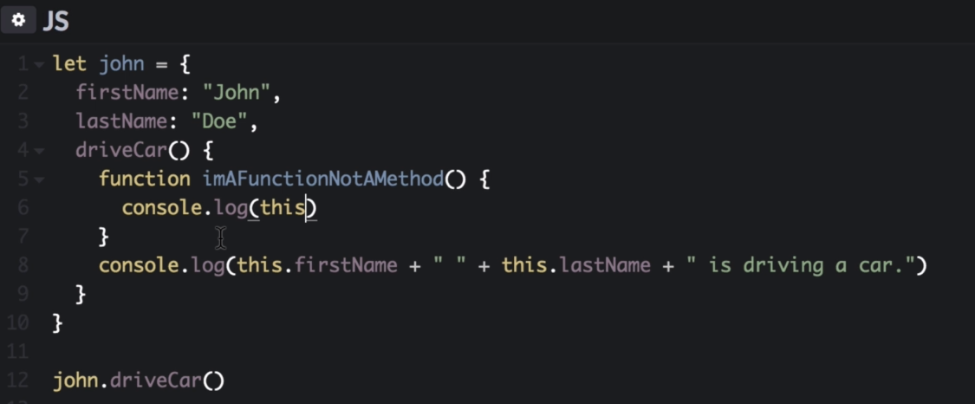 JS
1 let john = {
2 firstName: "John",
3 lastName: "Doe",
4 driveCar() {
5 function imAFunctionNotAMethod() {
6 console.log(this)
7 }
8 console.log(this.firstName + " " + this.lastName + " is driving a car.")
9 }
10 }
11
12 john.driveCar()